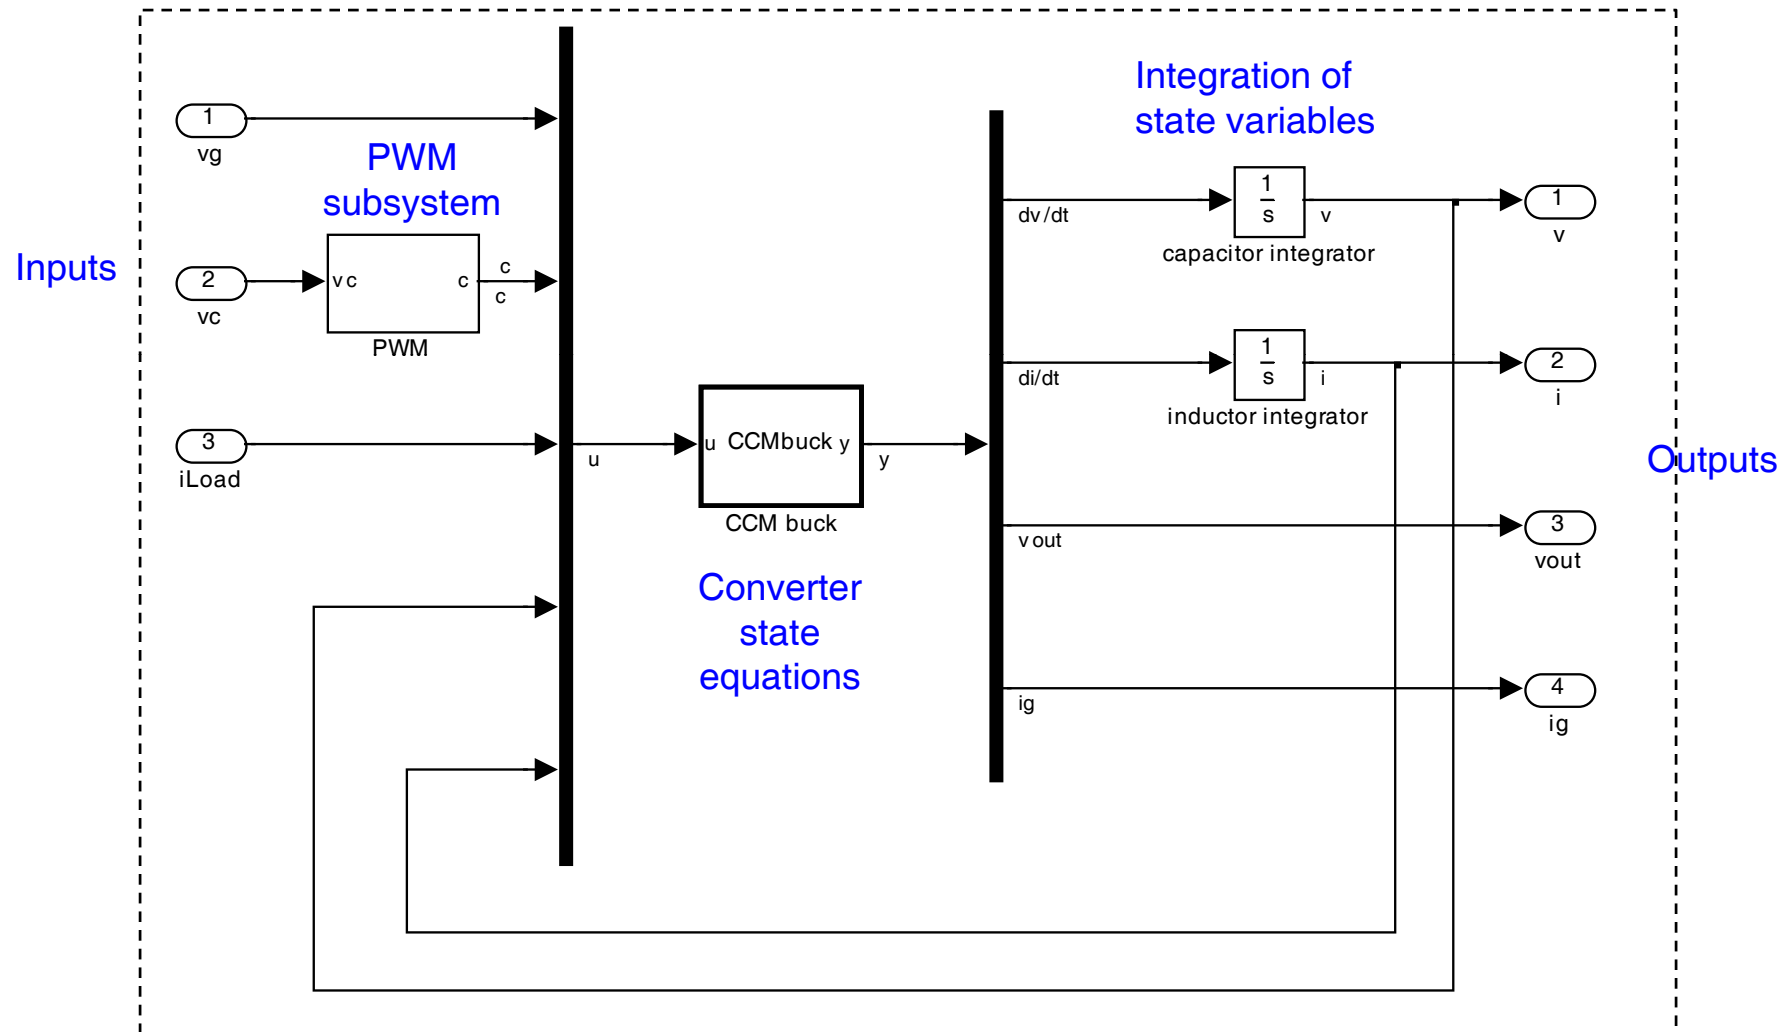 Inputs
1
vg
PWM
subsystem
2
vc
vc
c
PWM
c
c
3
iLoad
u
u
CCMbuck
y
CCM buck
y
Converter
state
equations
Integration of
state variables
dv/dt
1
s
v
capacitor integrator
1
v
di/dt
1
s
i
inductor integrator
2
i
vout
3
vout
ig
4
ig
Outputs